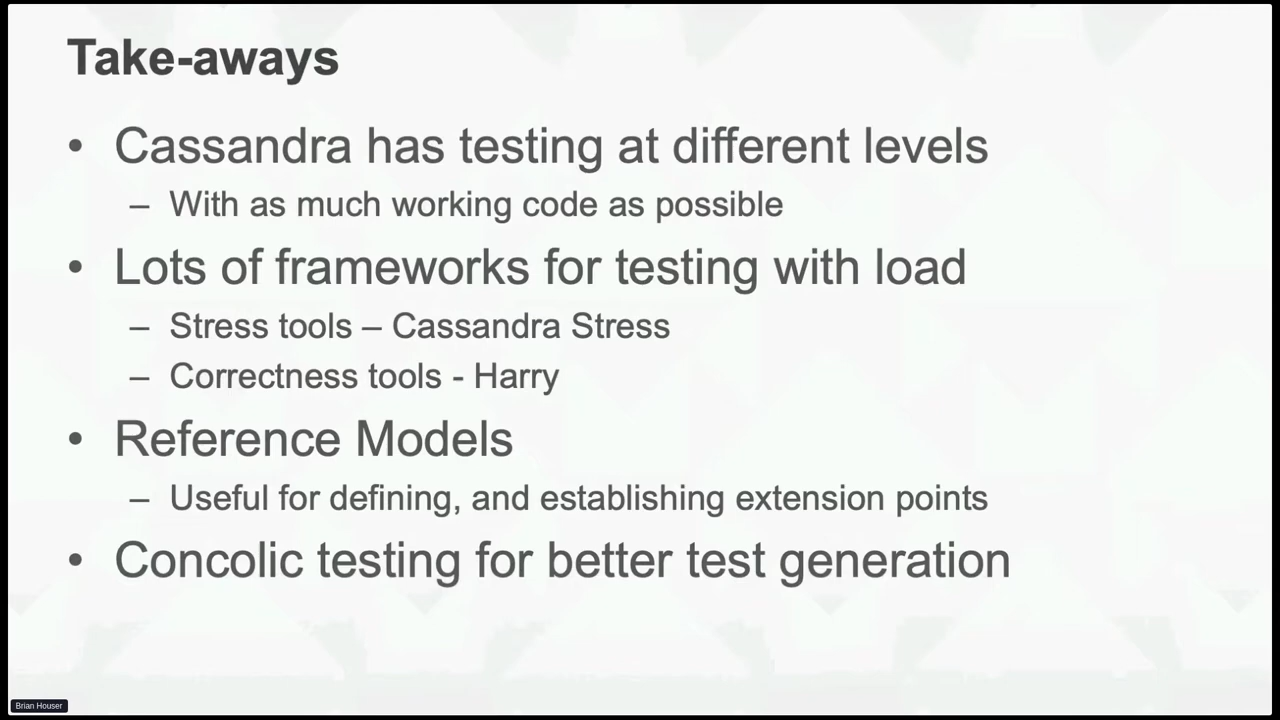 Take-aways
• Cassandra has testing at different levels
– With as much working code as possible
• Lots of frameworks for testing with load
– Stress tools – Cassandra Stress
– Correctness tools - Harry
• Reference Models
– Useful for defining, and establishing extension points
• Concolic testing for better test generation
Brian Houser